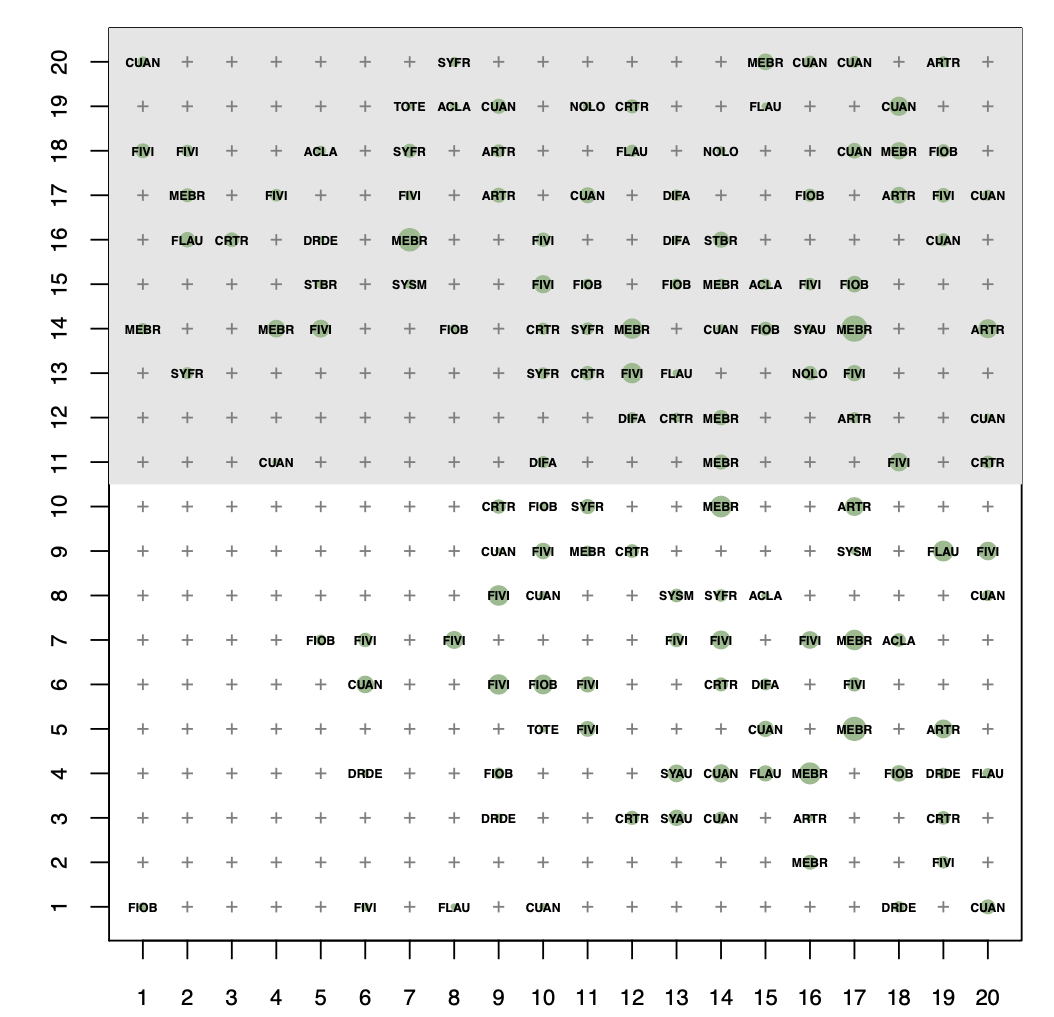 20 CUAN + + + + + + SYFR + + + + + + MEBR CUAN CUAN + ARTR +
19 + + + + + + TOTE ACLA CUAN + NOLO CRTR + + FLAU + + CUAN + +
18 FIVI FIVI + + ACLA + SYFR + ARTR + + FLAU + NOLO + + CUAN MEBR FIOB +
17 + MEBR + FIVI + + FIVI + ARTR + CUAN + DIFA + + FIOB + ARTR FIVI CUAN
16 + FLAU CRTR + DRDE + MEBR + + FIVI + + DIFA STBR + + + + CUAN +
15 + + + + STBR + SYSM + + FIVI FIOB + FIOB MEBR ACLA FIVI FIOB + + +
14 MEBR + + MEBR FIVI + + FIOB + CRTR SYFR MEBR + CUAN FIOB SYAU MEBR + + ARTR
13 + SYFR + + + + + + + SYFR CRTR FIVI FLAU + + NOLO FIVI + + +
12 + + + + + + + + + + + DIFA CRTR MEBR + + ARTR + + CUAN
11 + + + CUAN + + + + + DIFA + + + MEBR + + + FIVI + CRTR
10 + + + + + + + + CRTR FIOB SYFR + + MEBR + + ARTR + + +
9 + + + + + + + + CUAN FIVI MEBR CRTR + + + + SYSM + FLAU FIVI
8 + + + + + + + + FIVI CUAN + + SYSM SYFR ACLA + + + + CUAN
7 + + + + FIOB FIVI + FIVI + + + + FIVI FIVI + FIVI MEBR ACLA + +
6 + + + + + CUAN + + FIVI FIOB FIVI + + CRTR DIFA + FIVI + + +
5 + + + + + + + + + TOTE FIVI + + + CUAN + MEBR + ARTR +
4 + + + + + DRDE + + FIOB + + + SYAU CUAN FLAU MEBR + FIOB DRDE FLAU
3 + + + + + + + + DRDE + + CRTR SYAU CUAN + ARTR + + CRTR +
2 + + + + + + + + + + + + + + + MEBR + + FIVI +
1 FIOB + + + + FIVI + FLAU + CUAN + + + + + + + DRDE + CUAN
1 2 3 4 5 6 7 8 9 10 11 12 13 14 15 16 17 18 19 20